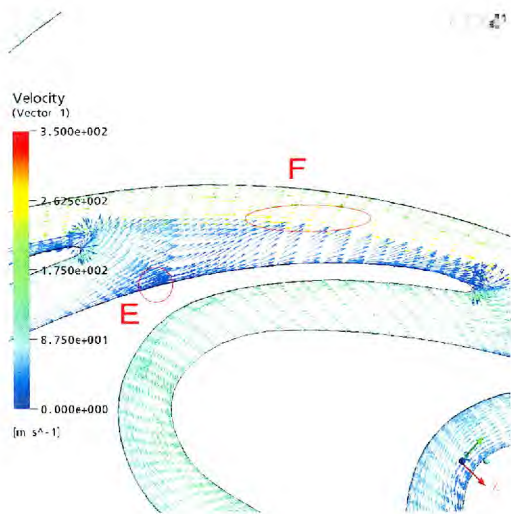 Velocity
(Vector 1)
3.500e+002
2.625e+002
1.750e+002
8.750e+001
0.000e+000
[m s^-1]
F
E
X